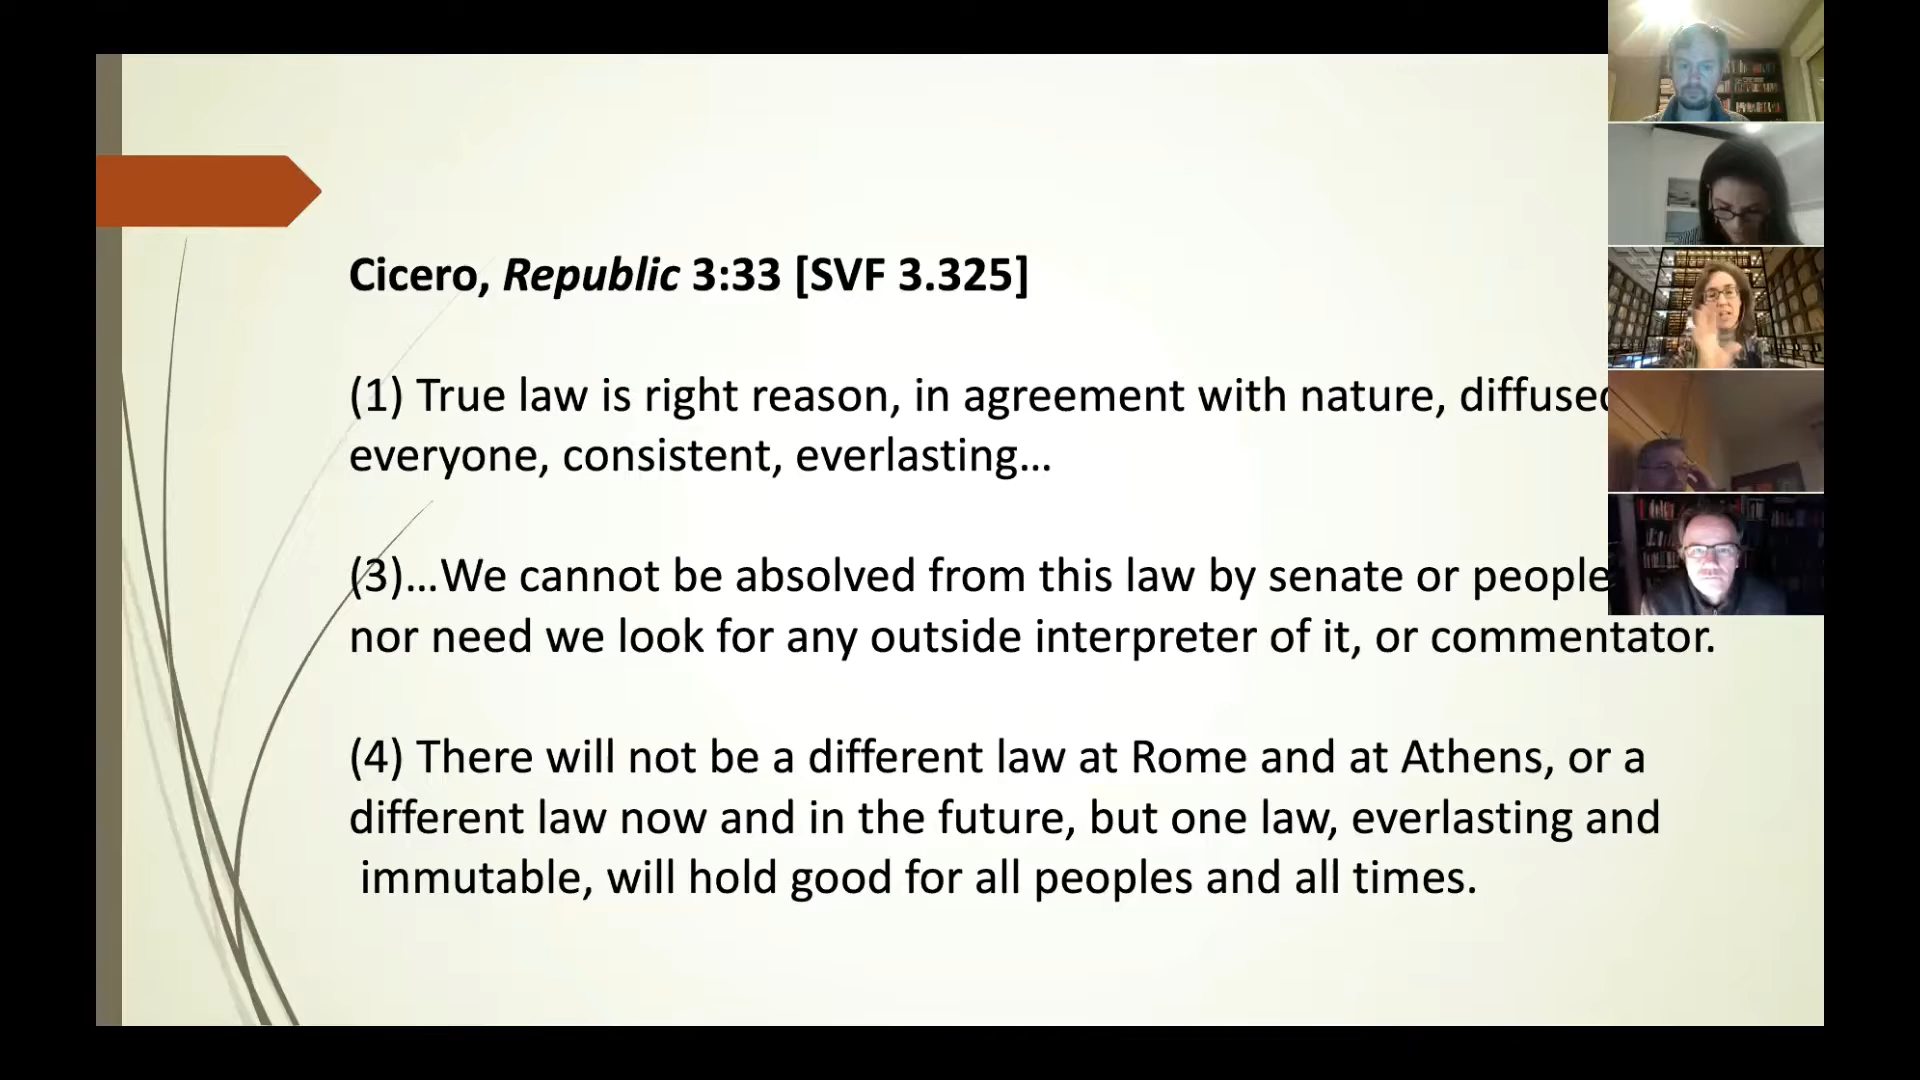 Cicero, Republic 3:33 [SVF 3.325]
(1) True law is right reason, in agreement with nature, diffused
everyone, consistent, everlasting…
(3)…We cannot be absolved from this law by senate or people
nor need we look for any outside interpreter of it, or commentator.
(4) There will not be a different law at Rome and at Athens, or a
different law now and in the future, but one law, everlasting and
immutable, will hold good for all peoples and all times.